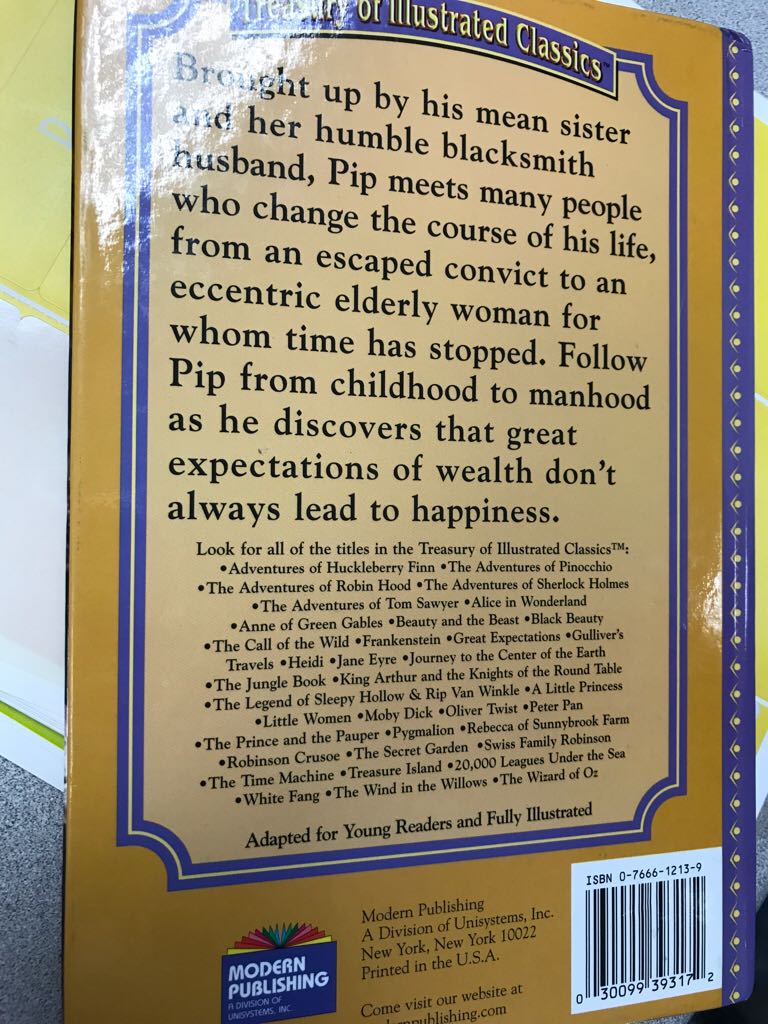 Treasury of Illustrated Classics™
Brought up by his mean sister
and her humble blacksmith
husband, Pip meets many people
who change the course of his life,
from an escaped convict to an
eccentric elderly woman for
whom time has stopped. Follow
Pip from childhood to manhood
as he discovers that great
expectations of wealth don't
always lead to happiness.
Look for all of the titles in the Treasury of Illustrated Classics™:
•Adventures of Huckleberry Finn •The Adventures of Pinocchio
•The Adventures of Robin Hood •The Adventures of Sherlock Holmes
•The Adventures of Tom Sawyer •Alice in Wonderland
•Anne of Green Gables •Beauty and the Beast •Black Beauty
•The Call of the Wild •Frankenstein •Great Expectations •Gulliver's
Travels •Heidi •Jane Eyre •Journey to the Center of the Earth
•The Jungle Book •King Arthur and the Knights of the Round Table
•The Legend of Sleepy Hollow & Rip Van Winkle •A Little Princess
•Little Women •Moby Dick •Oliver Twist •Peter Pan
•The Prince and the Pauper •Pygmalion •Rebecca of Sunnybrook Farm
•Robinson Crusoe •The Secret Garden •Swiss Family Robinson
•The Time Machine •Treasure Island •20,000 Leagues Under the Sea
•White Fang •The Wind in the Willows •The Wizard of Oz
Adapted for Young Readers and Fully Illustrated
MODERN
PUBLISHING
A DIVISION OF
UNISYSTEMS, INC.
Modern Publishing
A Division of Unisystems, Inc.
New York, New York 10022
Printed in the U.S.A.
Come visit our website at
dernpublishing.com
ISBN 0-7666-1213-9
0 30099 39317 2